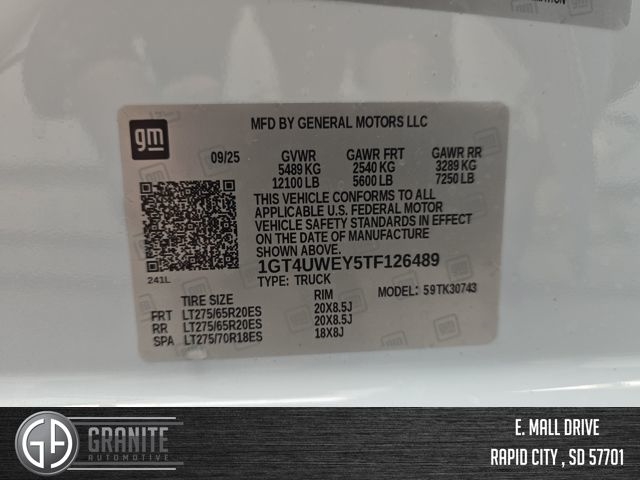 gm
MFD BY GENERAL MOTORS LLC
09/25 GVWR GAWR FRT GAWR RR
5489 KG 2540 KG 3289 KG
12100 LB 5600 LB 7250 LB
THIS VEHICLE CONFORMS TO ALL
APPLICABLE U.S. FEDERAL MOTOR
VEHICLE SAFETY STANDARDS IN EFFECT
ON THE DATE OF MANUFACTURE
SHOWN ABOVE.
1GT4UWEY5TF126489
241L
TYPE: TRUCK MODEL: 59TK30743
TIRE SIZE RIM
FRT LT275/65R20ES 20X8.5J
RR LT275/65R20ES 20X8.5J
SPA LT275/70R18ES 18X8J
GA GRANITE
AUTOMOTIVE
E. MALL DRIVE
RAPID CITY , SD 57701